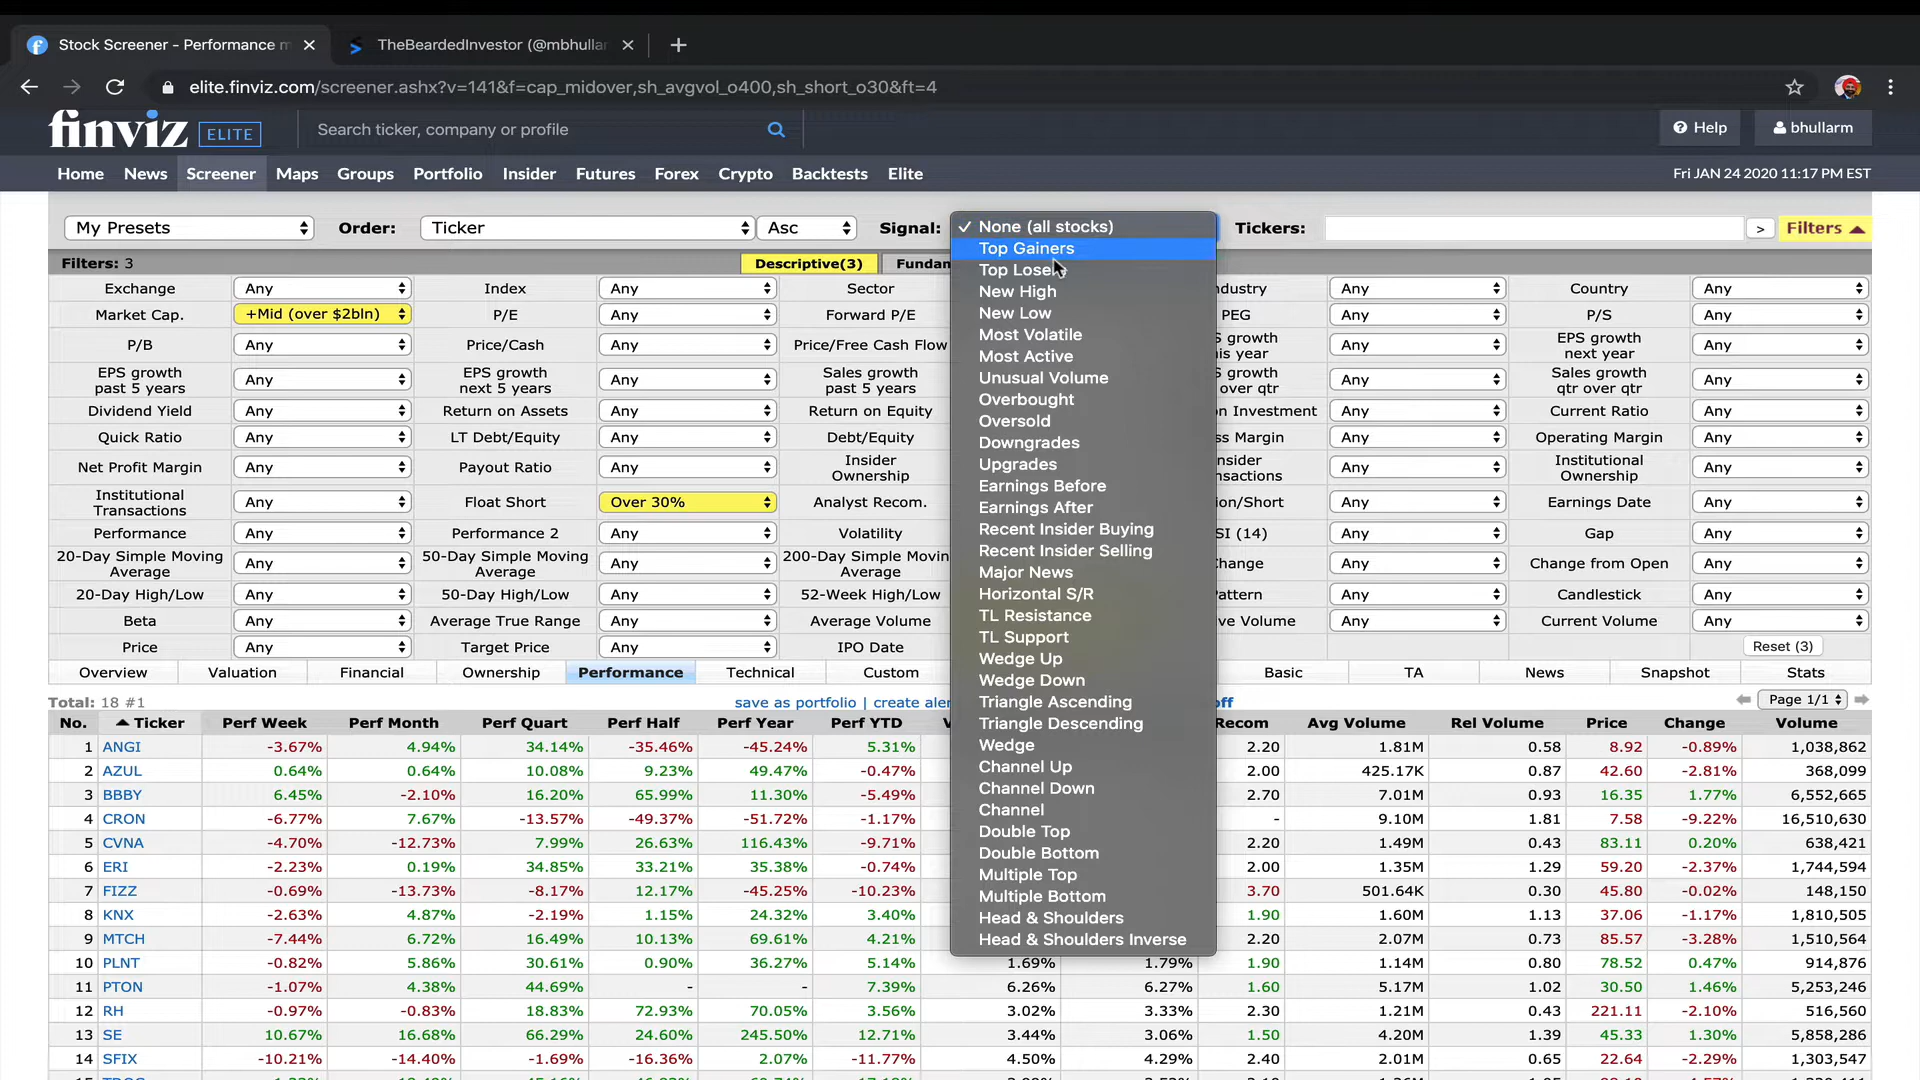 Stock Screener - Performance m
TheBeardedInvestor (@mbhullar
elite.finviz.com/screener.ashx?v=141&f=cap_midover,sh_avgvol_o400,sh_short_o30&ft=4
finviz ELITE Search ticker, company or profile Help bhullarm
Home News Screener Maps Groups Portfolio Insider Futures Forex Crypto Backtests Elite Fri JAN 24 2020 11:17 PM EST
My Presets Order: Ticker Asc Signal: Tickers: > Filters
✓ None (all stocks)
Top Gainers
Top Losers
New High
New Low
Most Volatile
Most Active
Unusual Volume
Overbought
Oversold
Downgrades
Upgrades
Earnings Before
Earnings After
Recent Insider Buying
Recent Insider Selling
Major News
Horizontal S/R
TL Resistance
TL Support
Wedge Up
Wedge Down
Triangle Ascending
Triangle Descending
Wedge
Channel Up
Channel Down
Channel
Double Top
Double Bottom
Multiple Top
Multiple Bottom
Head & Shoulders
Head & Shoulders Inverse
Filters: 3 Descriptive(3) Fundam
Exchange Any Index Any Sector ndustry Any Country Any
Market Cap. +Mid (over $2bln) P/E Any Forward P/E PEG Any P/S Any
P/B Any Price/Cash Any Price/Free Cash Flow S growth his year Any EPS growth next year Any
EPS growth past 5 years Any EPS growth next 5 years Any Sales growth past 5 years S growth over qtr Any Sales growth qtr over qtr Any
Dividend Yield Any Return on Assets Any Return on Equity n Investment Any Current Ratio Any
Quick Ratio Any LT Debt/Equity Any Debt/Equity ss Margin Any Operating Margin Any
Net Profit Margin Any Payout Ratio Any Insider Ownership nsider nsactions Any Institutional Ownership Any
Institutional Transactions Any Float Short Over 30% Analyst Recom. ion/Short Any Earnings Date Any
Performance Any Performance 2 Any Volatility SI (14) Any Gap Any
20-Day Simple Moving Average Any 50-Day Simple Moving Average Any 200-Day Simple Movin Average Change Any Change from Open Any
20-Day High/Low Any 50-Day High/Low Any 52-Week High/Low attern Any Candlestick Any
Beta Any Average True Range Any Average Volume ve Volume Any Current Volume Any
Price Any Target Price Any IPO Date Reset (3)
Overview Valuation Financial Ownership Performance Technical Custom Basic TA News Snapshot Stats
Total: 18 #1 save as portfolio | create aler off Page 1/1
No. Ticker Perf Week Perf Month Perf Quart Perf Half Perf Year Perf YTD V Recom Avg Volume Rel Volume Price Change Volume
1 ANGI -3.67% 4.94% 34.14% -35.46% -45.24% 5.31% 2.20 1.81M 0.58 8.92 -0.89% 1,038,862
2 AZUL 0.64% 0.64% 10.08% 9.23% 49.47% -0.47% 2.00 425.17K 0.87 42.60 -2.81% 368,099
3 BBBY 6.45% -2.10% 16.20% 65.99% 11.30% -5.49% 2.70 7.01M 0.93 16.35 1.77% 6,552,665
4 CRON -6.77% 7.67% -13.57% -49.37% -51.72% -1.17% - 9.10M 1.81 7.58 -9.22% 16,510,630
5 CVNA -4.70% -12.73% 7.99% 26.63% 116.43% -9.71% 2.20 1.49M 0.43 83.11 0.20% 638,421
6 ERI -2.23% 0.19% 34.85% 33.21% 35.38% -0.74% 2.00 1.35M 1.29 59.20 -2.37% 1,744,594
7 FIZZ -0.69% -13.73% -8.17% 12.17% -45.25% -10.23% 3.70 501.64K 0.30 45.80 -0.02% 148,150
8 KNX -2.63% 4.87% -2.19% 1.15% 24.32% 3.40% 1.90 1.60M 1.13 37.06 -1.17% 1,810,505
9 MTCH -7.44% 6.72% 16.49% 10.13% 69.61% 4.21% 2.20 2.07M 0.73 85.57 -3.28% 1,510,564
10 PLNT -0.82% 5.86% 30.61% 0.90% 36.27% 5.14% 1.69% 1.79% 1.90 1.14M 0.80 78.52 0.47% 914,876
11 PTON -1.07% 4.38% 44.69% - - 7.39% 6.26% 6.27% 1.60 5.17M 1.02 30.50 1.46% 5,253,246
12 RH -0.97% -0.83% 18.83% 72.93% 70.05% 3.56% 3.02% 3.33% 2.30 1.21M 0.43 221.11 -2.10% 516,560
13 SE 10.67% 16.68% 66.29% 24.60% 245.50% 12.71% 3.44% 3.06% 1.50 4.20M 1.39 45.33 1.30% 5,858,286
14 SFIX -10.21% -14.40% -1.69% -16.36% 2.07% -11.77% 4.50% 4.29% 2.40 2.01M 0.65 22.64 -2.29% 1,303,547